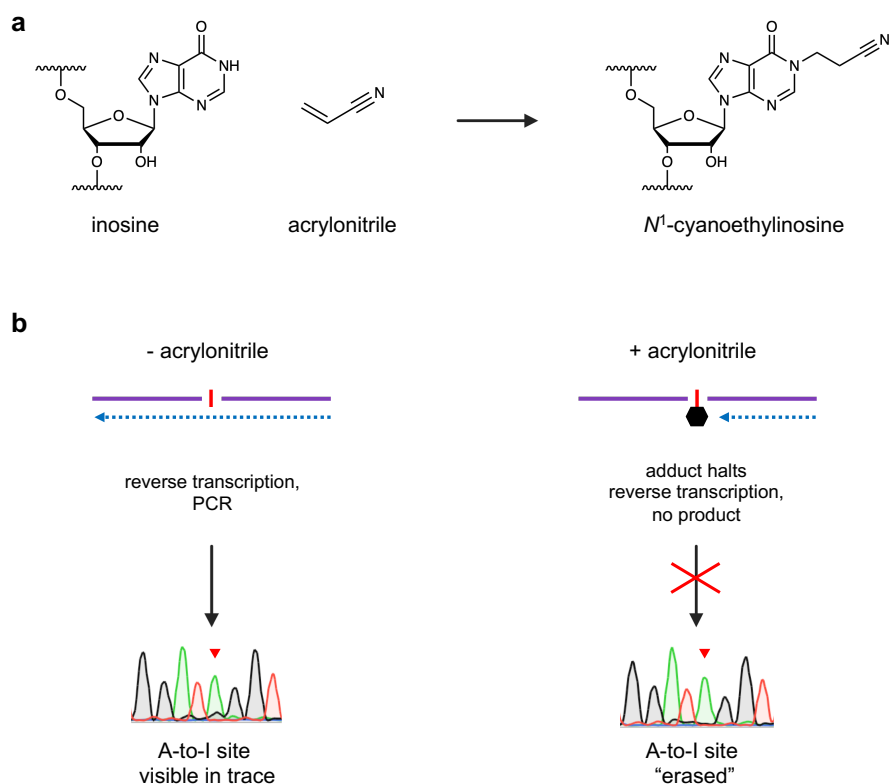 a
O
N
NH
N
N
O
O
O
OH
inosine
N
acrylonitrile
O
N
N
N
N
N
O
O
O
OH
N¹-cyanoethylinosine
b
- acrylonitrile
reverse transcription,
PCR
A-to-I site
visible in trace
+ acrylonitrile
adduct halts
reverse transcription,
no product
A-to-I site
“erased”